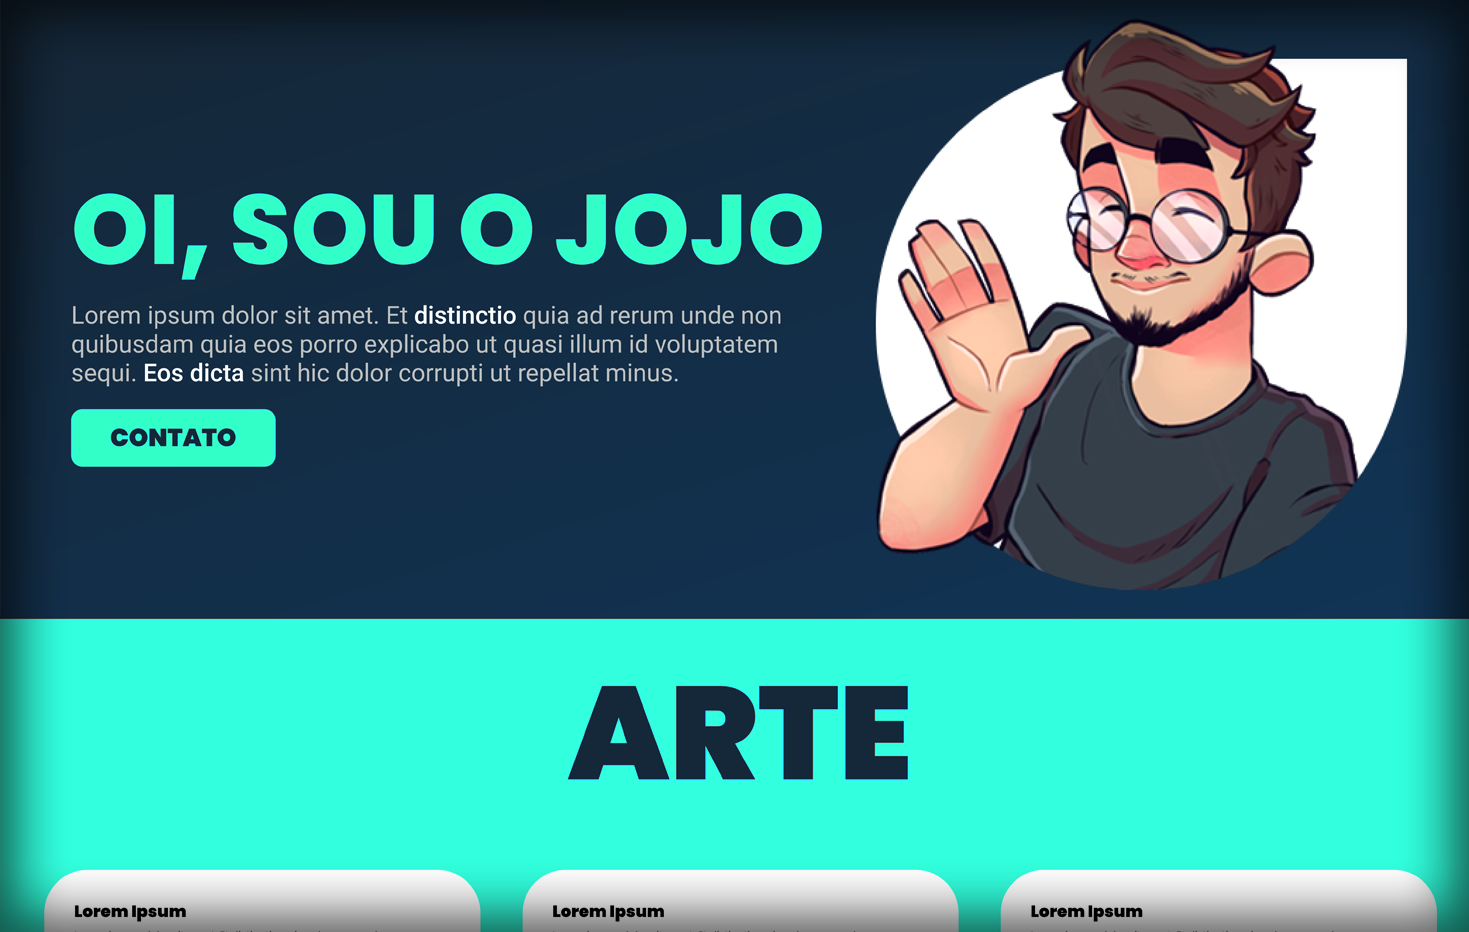 OI, SOU O JOJO
Lorem ipsum dolor sit amet. Et distinctio quia ad rerum unde non
quibusdam quia eos porro explicabo ut quasi illum id voluptatem
sequi. Eos dicta sint hic dolor corrupti ut repellat minus.
CONTATO
ARTE
Lorem Ipsum
Lorem Ipsum
Lorem Ipsum